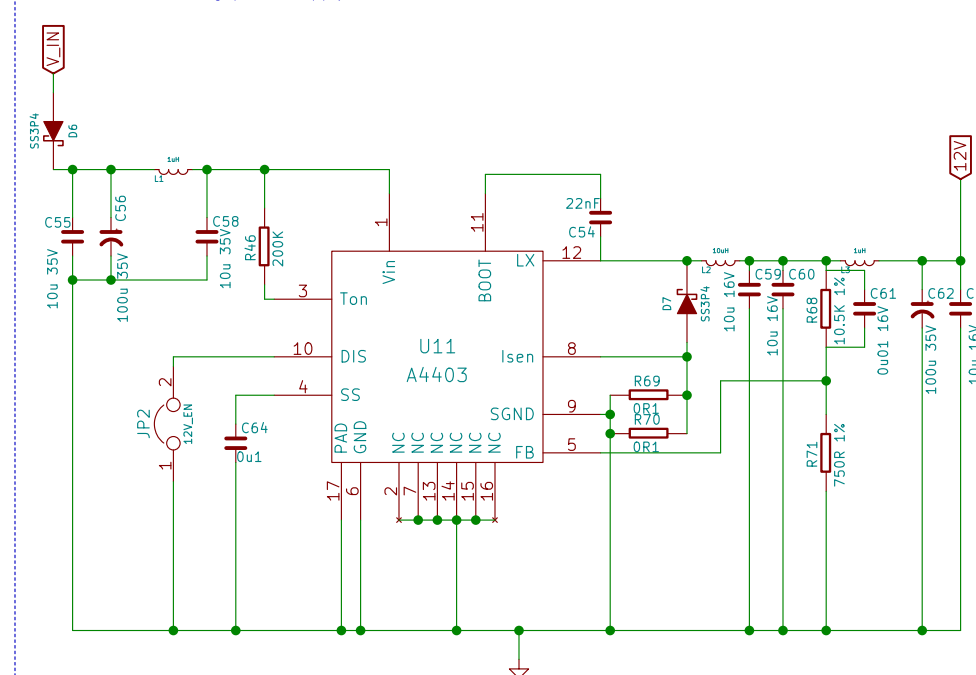 V_IN
SS3P4
D6
1uH
L1
C55
10u 35V
C56
100u 35V
C58
10u 35V
R46
200K
1
11
22nF
C54
12V
Vin
BOOT
LX
12
10uH
L2
1uH
L3
3
Ton
D7
SS3P4
C59
10u 16V
C60
10u 16V
R68
10.5K 1%
C61
0u01 16V
C62
100u 35V
C
10u 16V
10
DIS
U11
A4403
Isen
8
4
SS
R69
0R1
SGND
9
R70
0R1
FB
5
R71
750R 1%
JP2
2
1
12V_EN
C64
0u1
PAD
GND
NC
NC
NC
NC
NC
NC
17
6
2
7
13
14
15
16